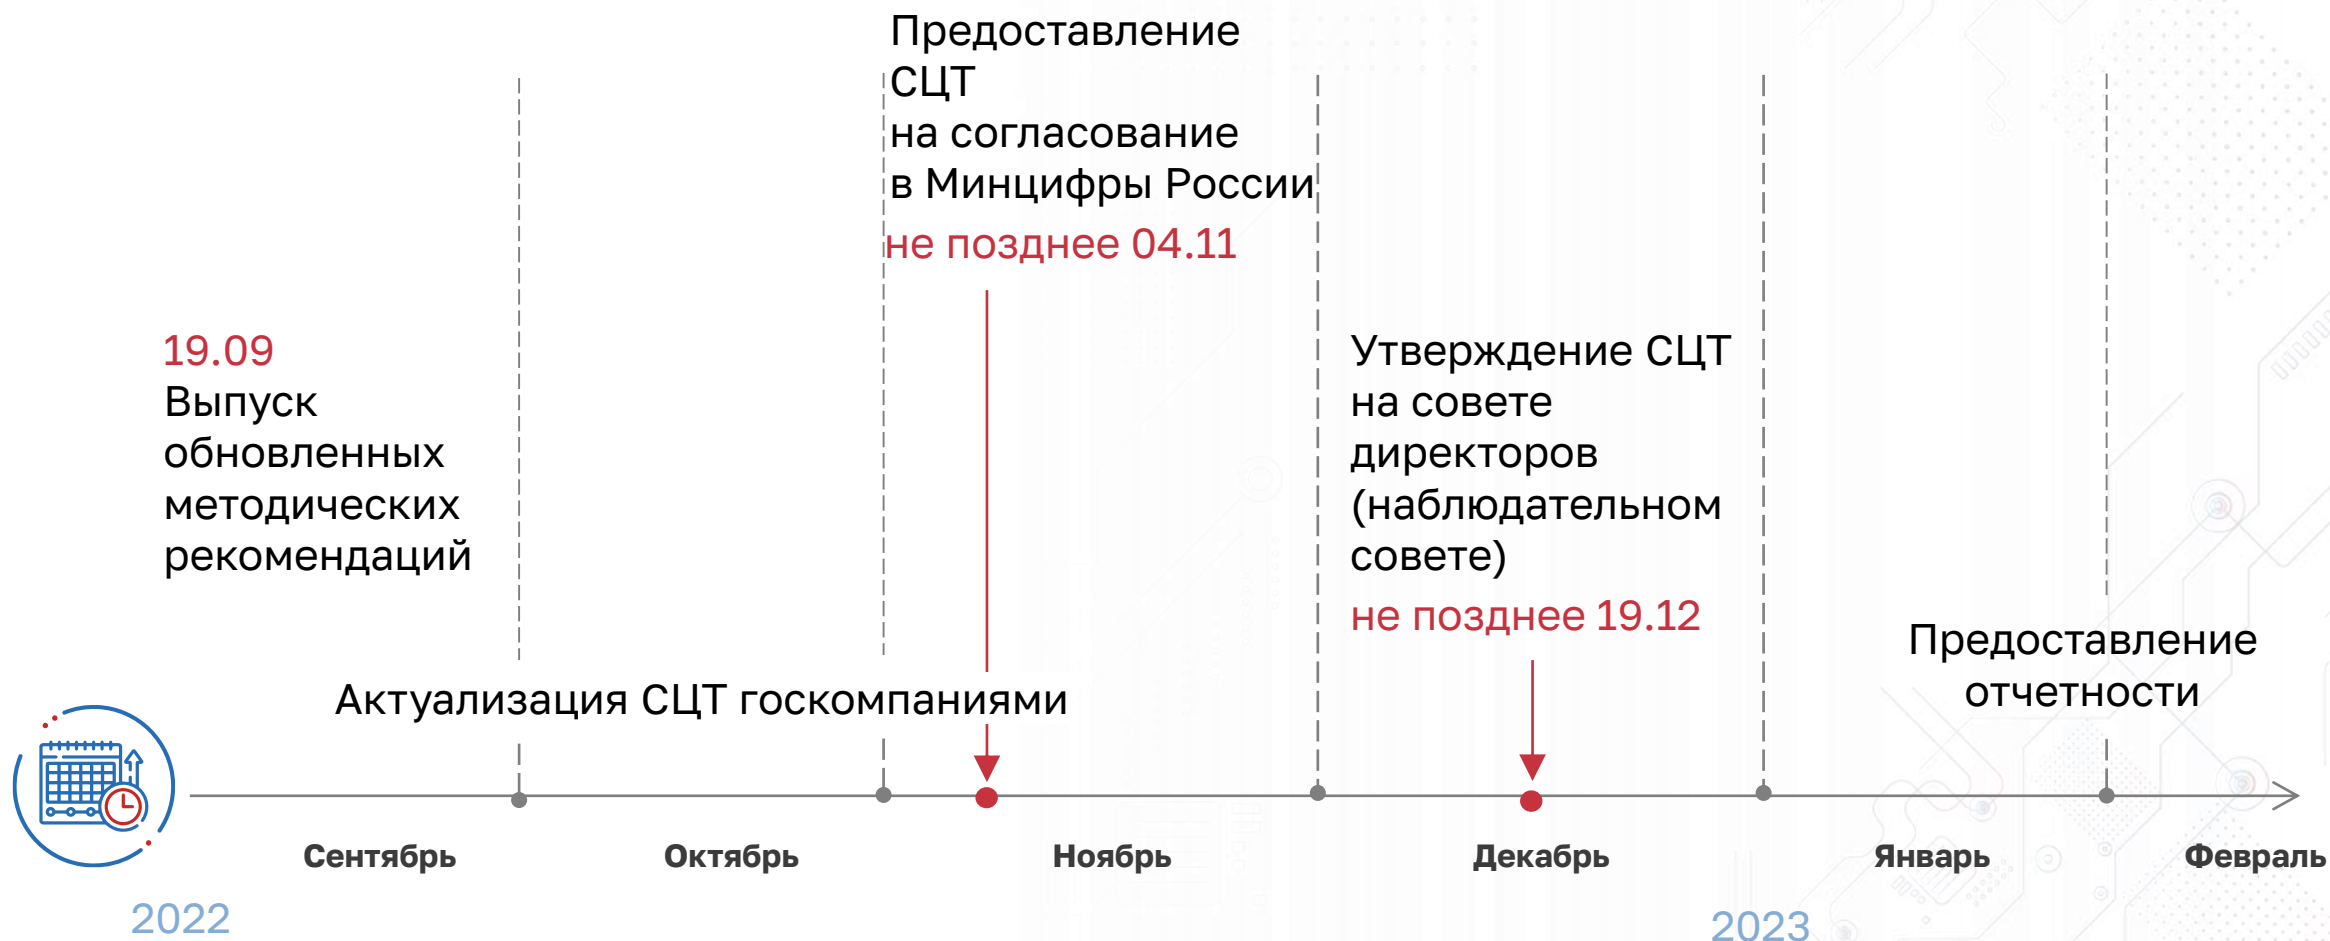 Предоставление
СЦТ
на согласование
в Минцифры России
не позднее 04.11
19.09
Выпуск
обновленных
методических
рекомендаций
Утверждение СЦТ
на совете
директоров
(наблюдательном
совете)
не позднее 19.12
Предоставление
отчетности
Актуализация СЦТ госкомпаниями
Сентябрь
Октябрь
Ноябрь
Декабрь
Январь
Февраль
2022
2023